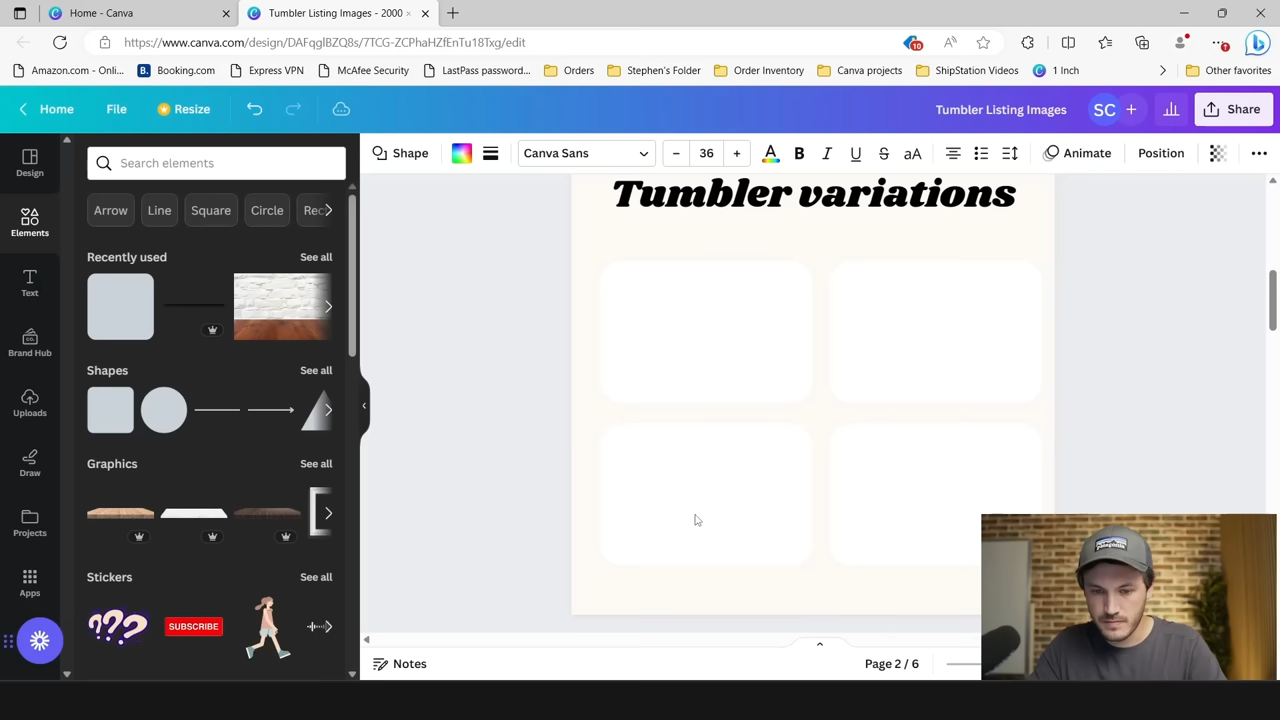 Home - Canva
Tumbler Listing Images - 2000
https://www.canva.com/design/DAFqglBZQ8s/7TCG-ZCPhaHZfEnTu18Txg/edit
10
Amazon.com - Onli...
Booking.com
Express VPN
McAfee Security
LastPass password...
Orders
Stephen's Folder
Order Inventory
Canva projects
ShipStation Videos
1 Inch
Other favorites
Home
File
Resize
Tumbler Listing Images
SC
Share
Design
Elements
Text
Brand Hub
Uploads
Draw
Projects
Apps
Search elements
Arrow
Line
Square
Circle
Rec
Recently used
See all
Shapes
See all
Graphics
See all
Stickers
See all
???
SUBSCRIBE
Shape
Canva Sans
36
A
B
I
U
S
aA
Animate
Position
Tumbler variations
Notes
Page 2 / 6
patagonia